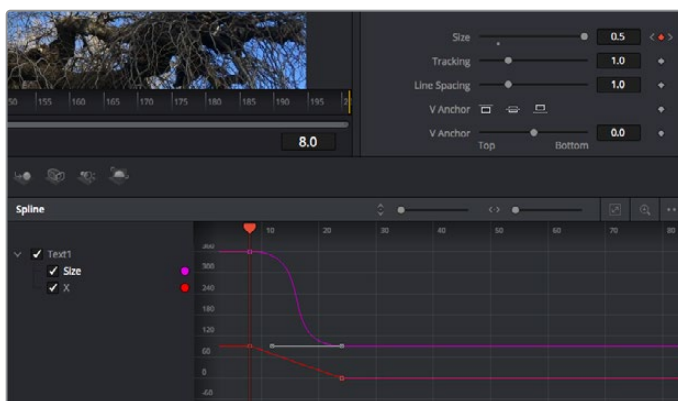 Size 0.5
Tracking 1.0
Line Spacing 1.0
V Anchor
V Anchor 0.0
Top Bottom
50 155 160 165 170 175 180 185 190 195
8.0
Spline
10 20 30 40 50 60 70 80
Text1
Size
X
360
300
240
180
120
60
0
-60